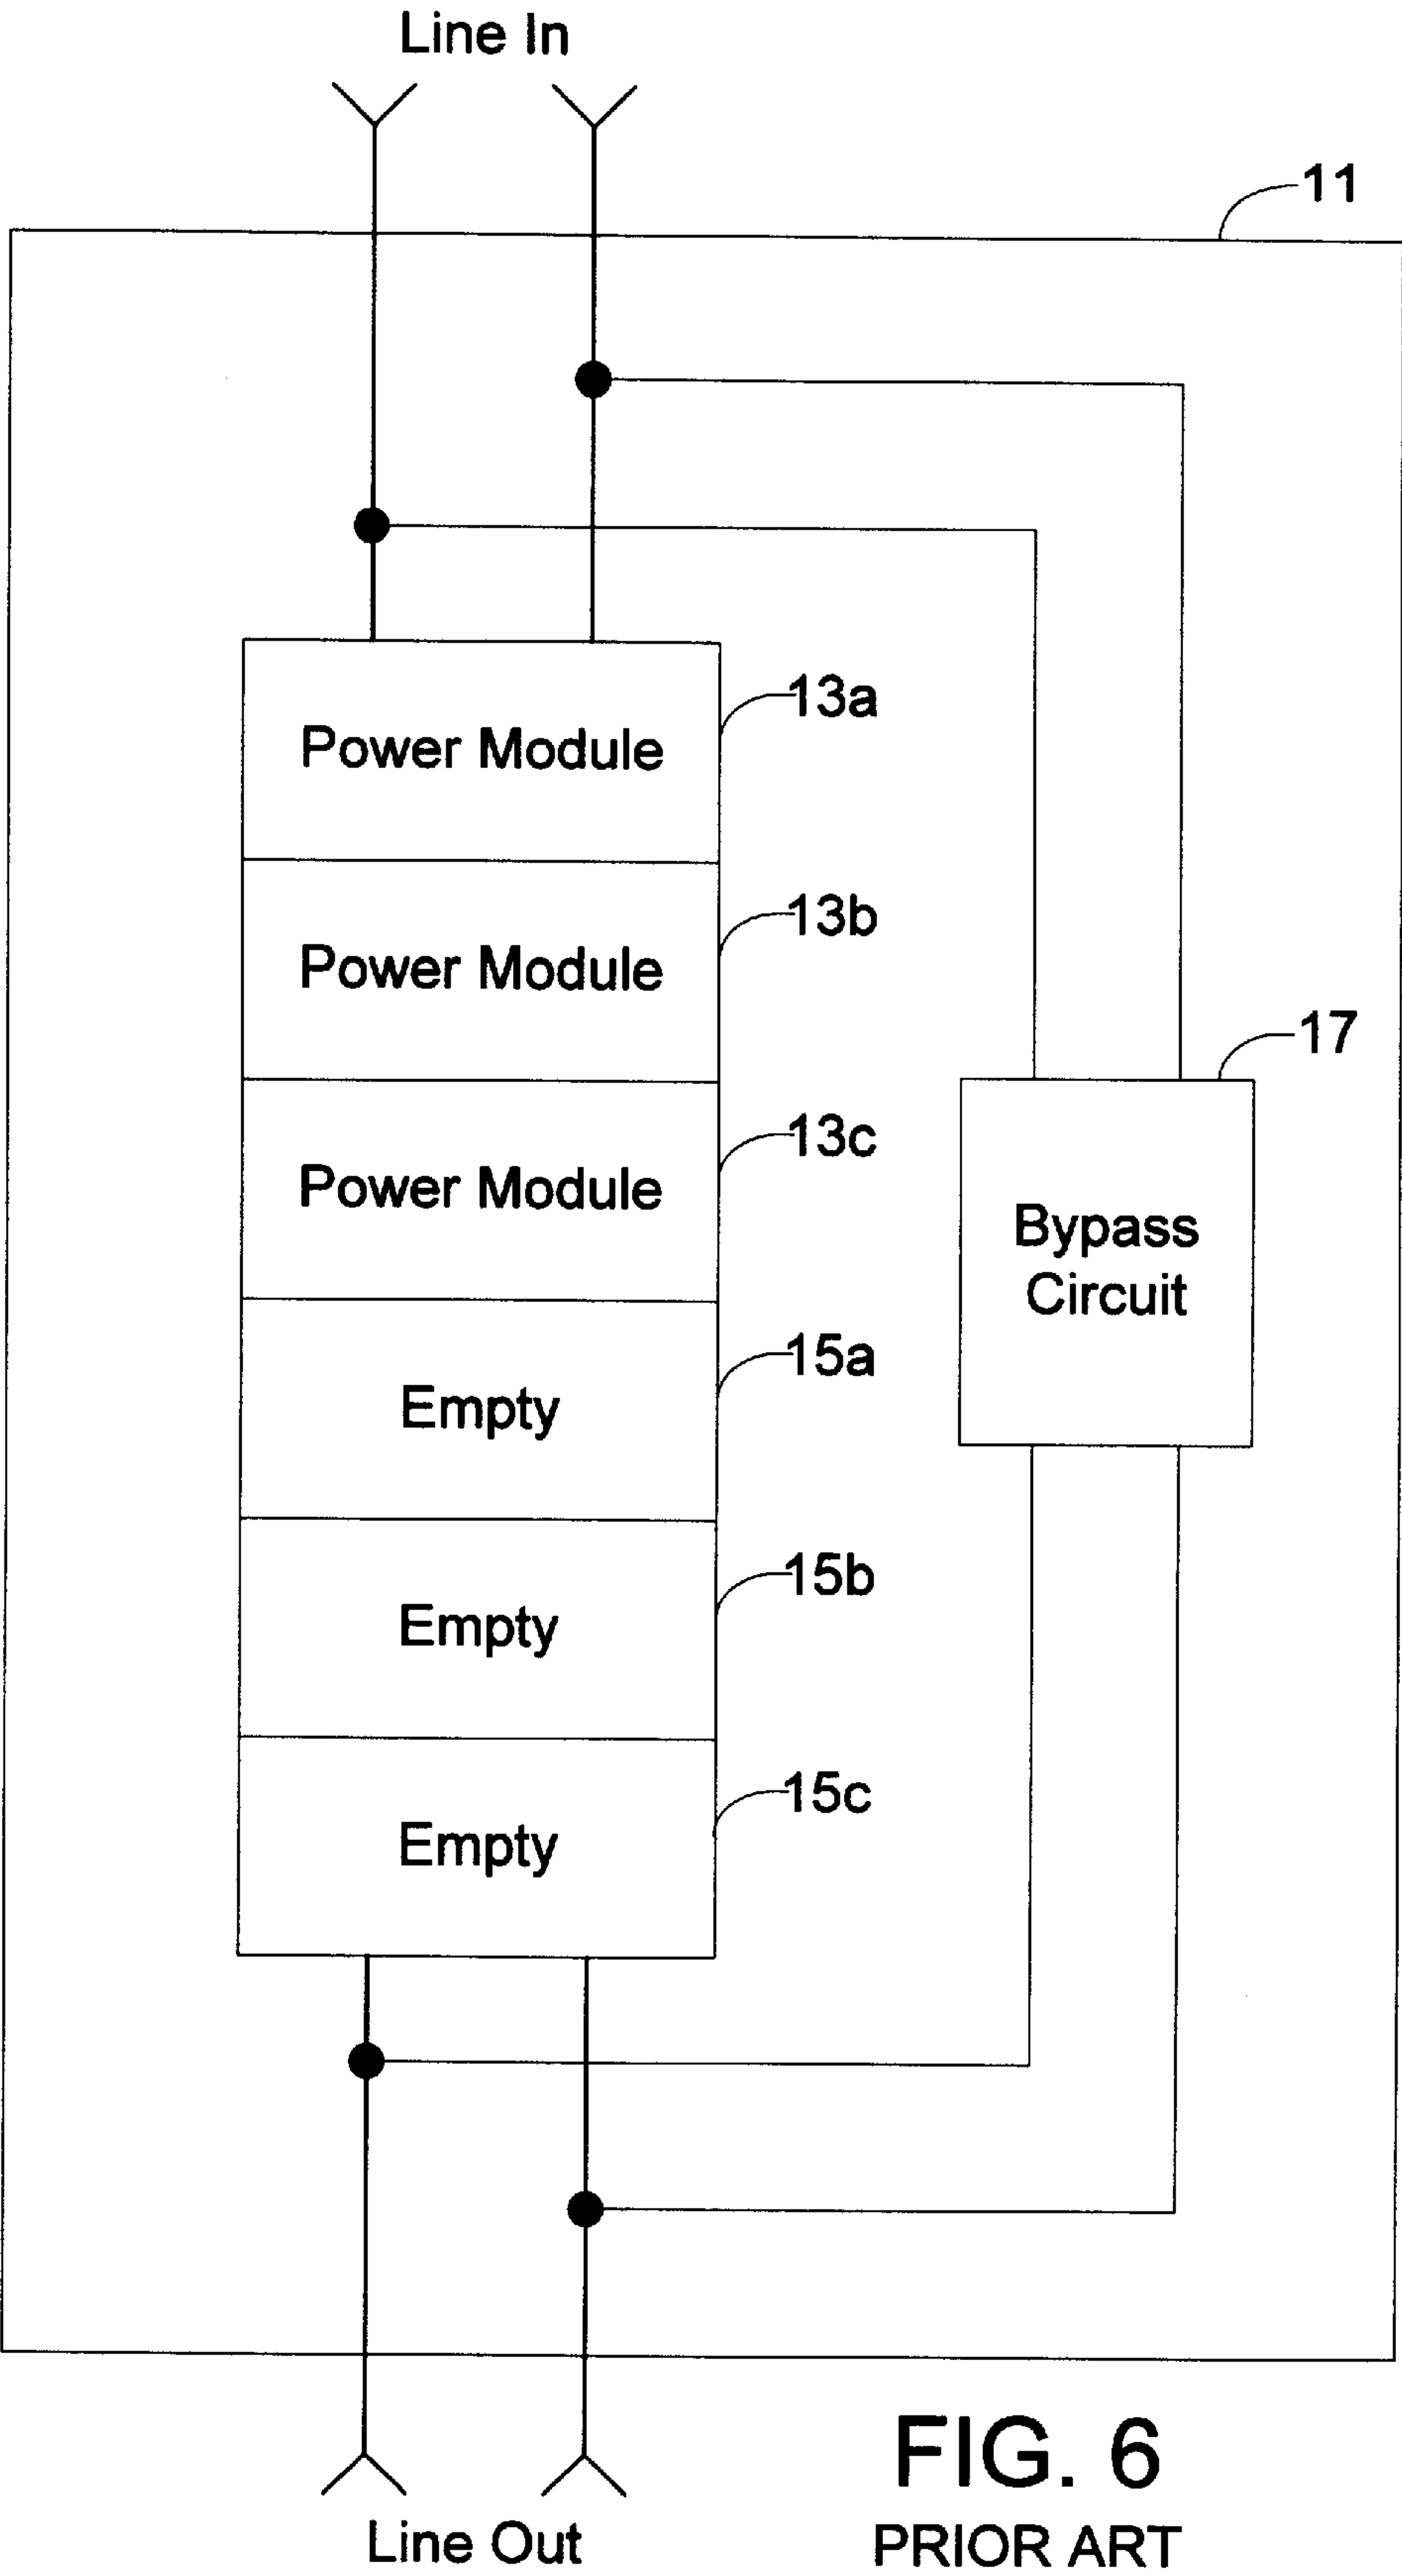 Line In
11
13a
Power Module
13b
Power Module
17
13c
Power Module
Bypass
Circuit
15a
Empty
15b
Empty
15c
Empty
FIG. 6
Line Out
PRIOR ART